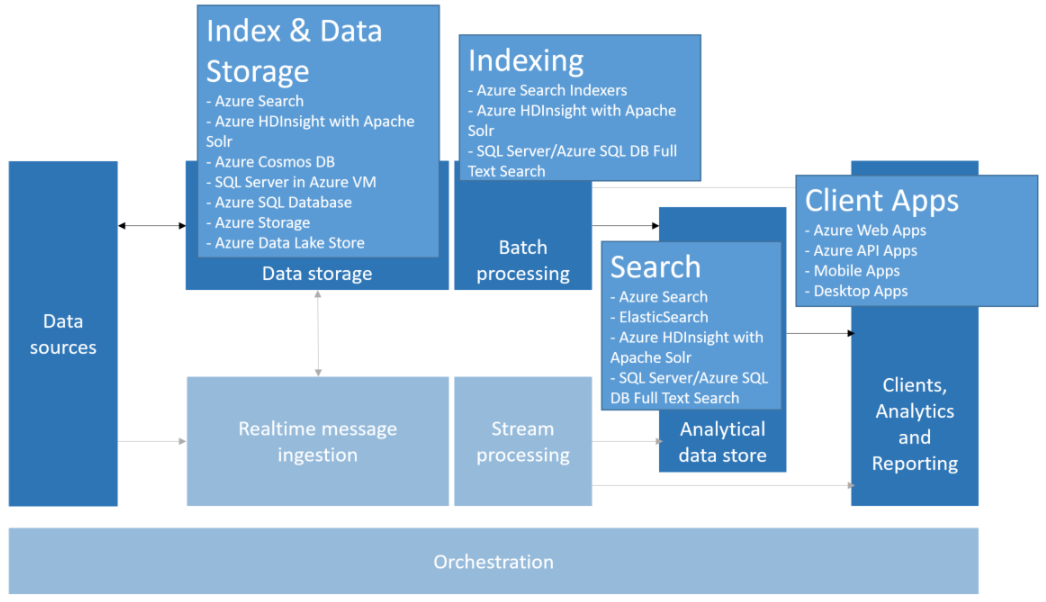 Index & Data
Storage
- Azure Search
- Azure HDInsight with Apache
Solr
- Azure Cosmos DB
- SQL Server in Azure VM
- Azure SQL Database
- Azure Storage
- Azure Data Lake Store
Indexing
- Azure Search Indexers
- Azure HDInsight with Apache
Solr
- SQL Server/Azure SQL DB Full
Text Search
Client Apps
- Azure Web Apps
- Azure API Apps
- Mobile Apps
- Desktop Apps
Search
- Azure Search
- ElasticSearch
- Azure HDInsight with
Apache Solr
- SQL Server/Azure SQL
DB Full Text Search
Data
sources
Data storage
Batch
processing
Realtime message
ingestion
Stream
processing
Analytical
data store
Clients,
Analytics
and
Reporting
Orchestration